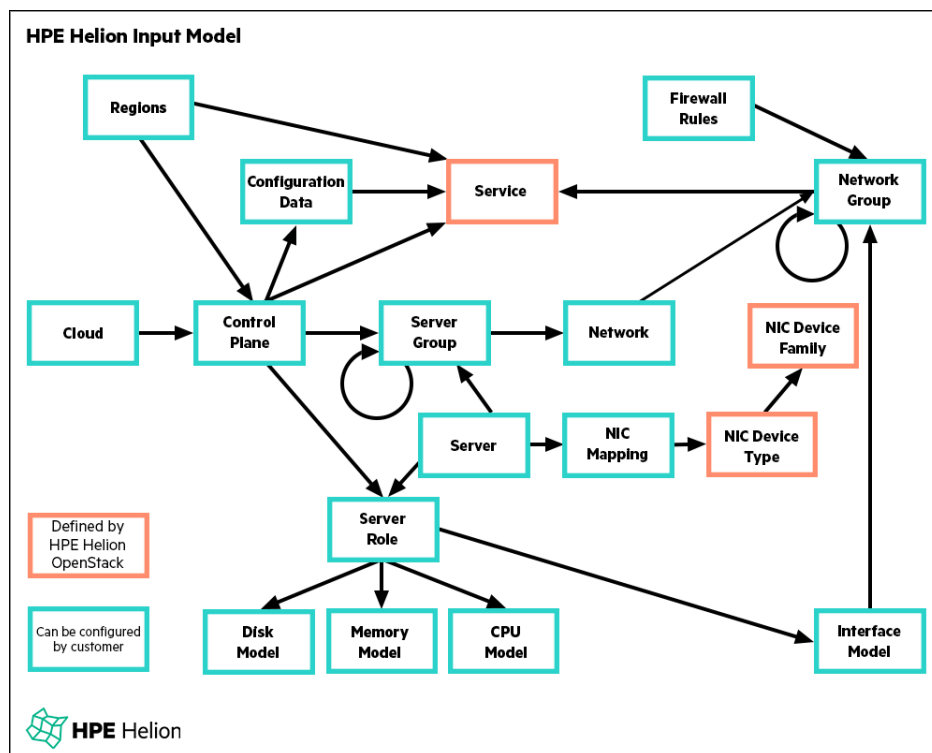 HPE Helion Input Model
Regions
Firewall
Rules
Configuration
Data
Service
Network
Group
Cloud
Control
Plane
Server
Group
Network
NIC Device
Family
Server
NIC
Mapping
NIC Device
Type
Server
Role
Defined by
HPE Helion
OpenStack
Can be configured
by customer
Disk
Model
Memory
Model
CPU
Model
Interface
Model
HPE Helion